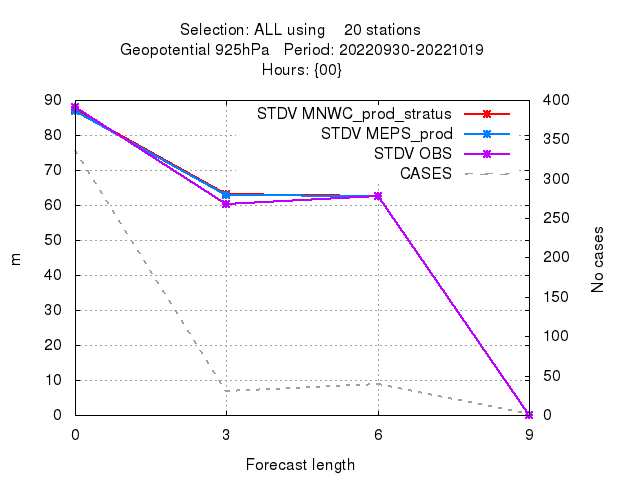 Selection: ALL using 20 stations
Geopotential 925hPa Period: 20220930-20221019
Hours: {00}
STDV MNWC_prod_stratus
STDV MEPS_prod
STDV OBS
CASES
90
80
70
60
50
40
30
20
10
0
m
400
350
300
250
200
150
100
50
0
No cases
0 3 6 9
Forecast length